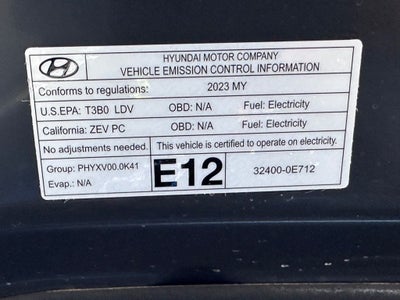 HYUNDAI MOTOR COMPANY
VEHICLE EMISSION CONTROL INFORMATION
Conforms to regulations: 2023 MY
U.S.EPA: T3B0 LDV OBD: N/A Fuel: Electricity
California: ZEV PC OBD: N/A Fuel: Electricity
No adjustments needed. This vehicle is certified to operate on electricity.
Group: PHYXV00.0K41
Evap.: N/A
E12
32400-0E712